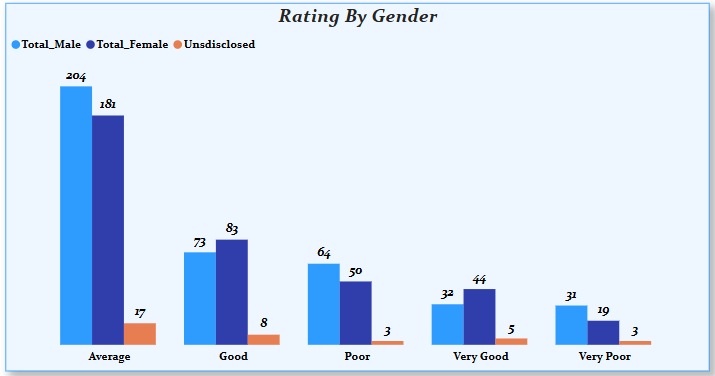 Rating By Gender
Total_Male Total_Female Unsdisclosed
204 181 17
73 83 8
64 50 3
32 44 5
31 19 3
Average Good Poor Very Good Very Poor